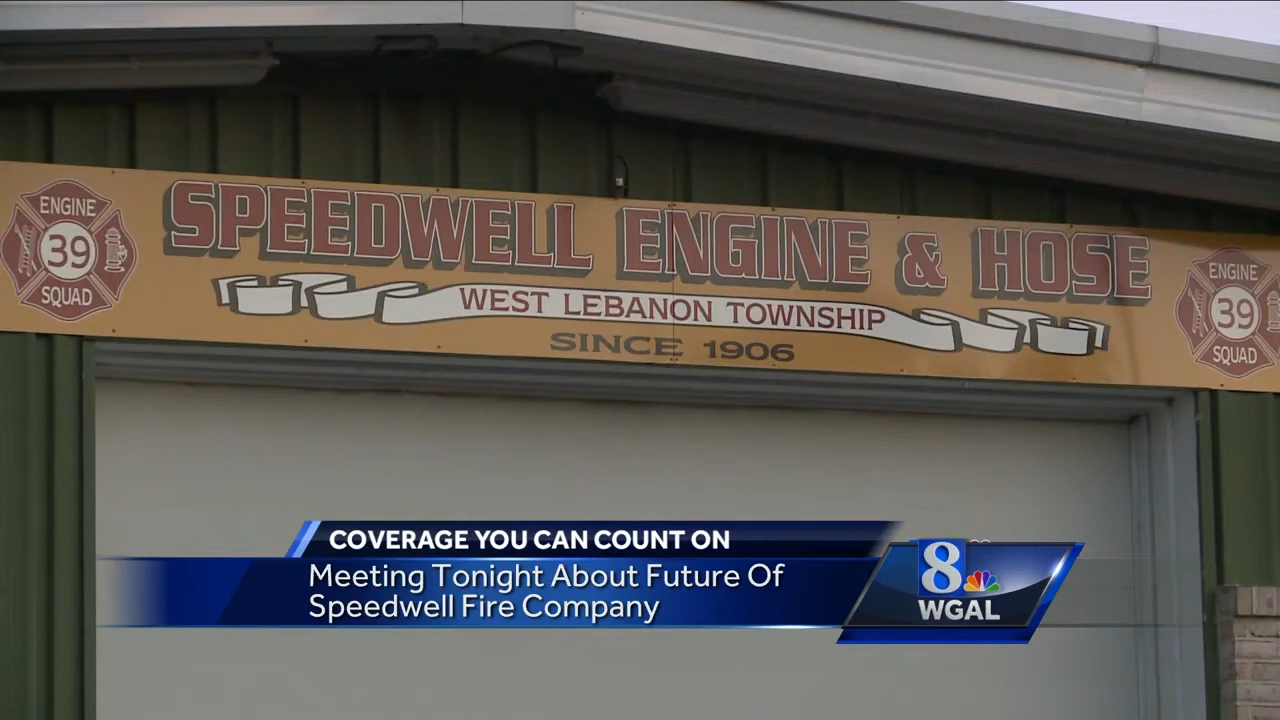 ENGINE
39
SQUAD
SPEEDWELL ENGINE & HOSE
WEST LEBANON TOWNSHIP
SINCE 1906
ENGINE
39
SQUAD
COVERAGE YOU CAN COUNT ON
Meeting Tonight About Future Of
Speedwell Fire Company
8
WGAL